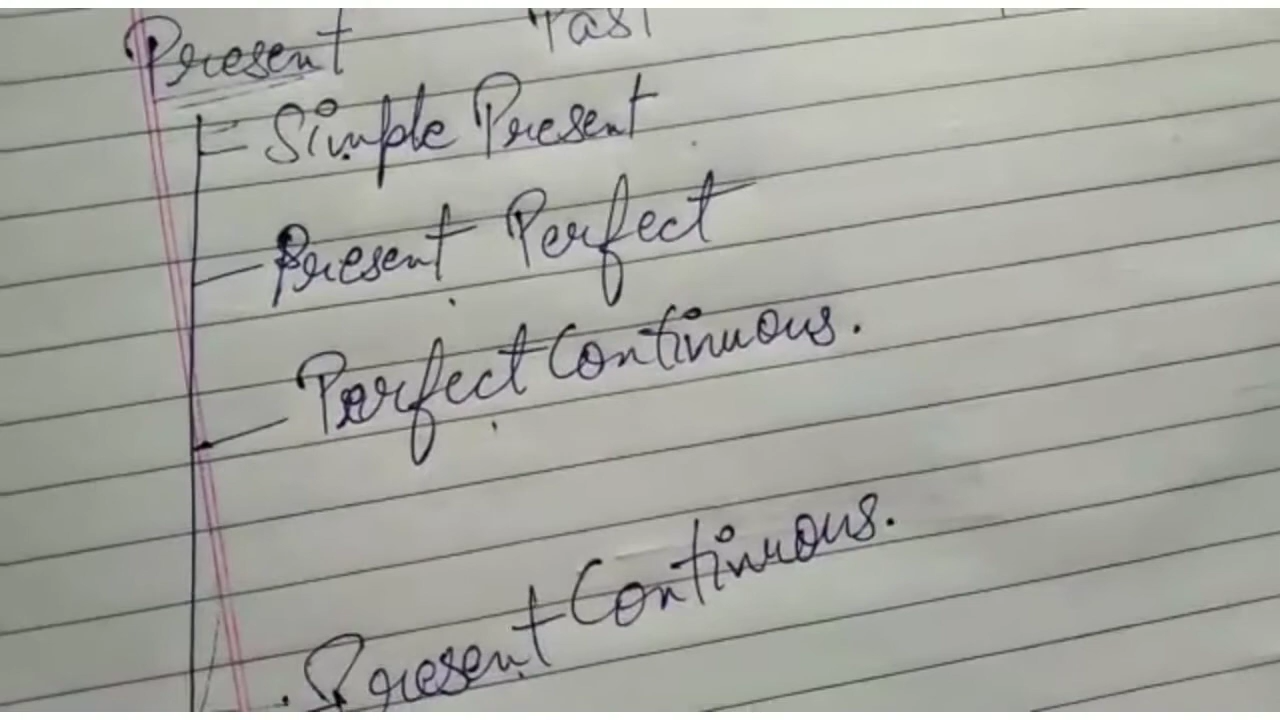 Present Past
Simple Present
Present Perfect
Perfect Continuous.
Present Continuous.